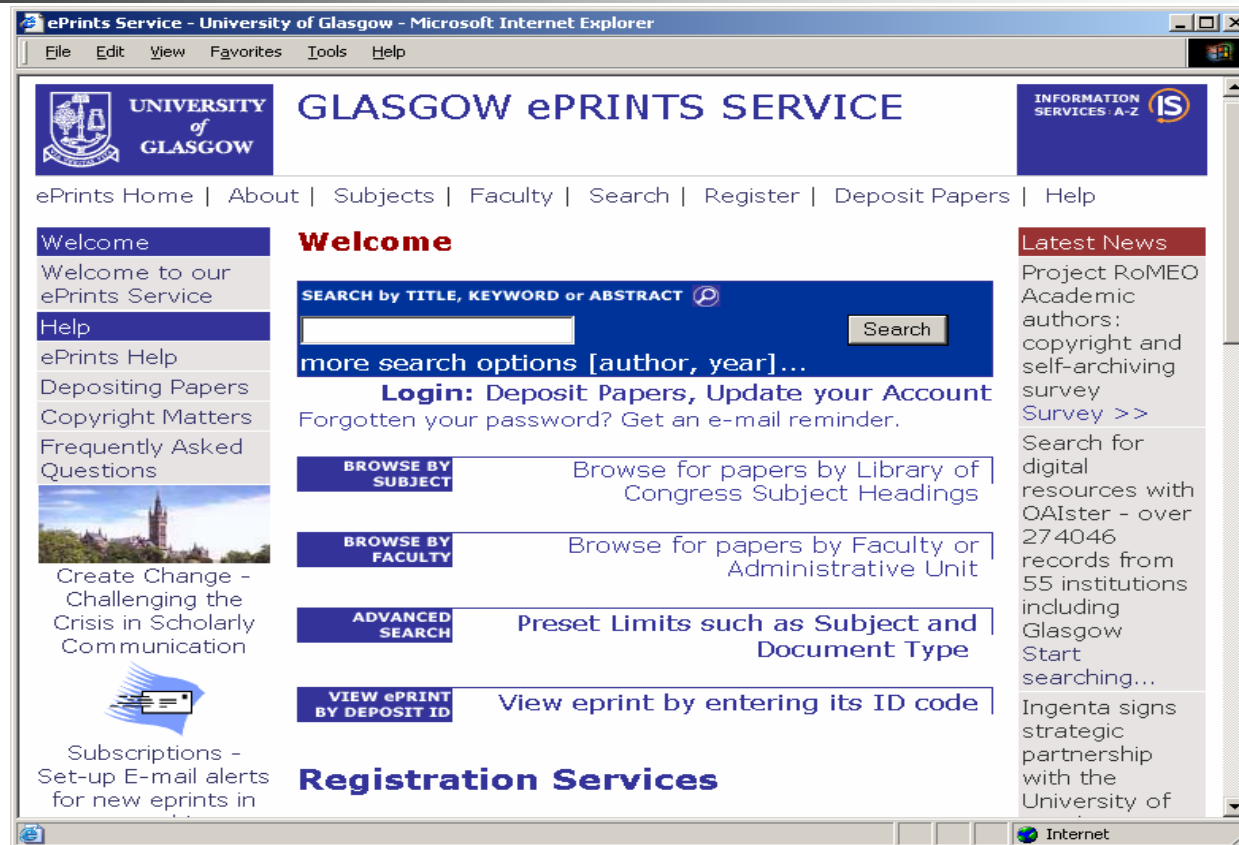 ePrints Service - University of Glasgow - Microsoft Internet Explorer
File Edit View Favorites Tools Help
UNIVERSITY
of
GLASGOW
GLASGOW ePRINTS SERVICE
INFORMATION
SERVICES: A-Z IS
ePrints Home | About | Subjects | Faculty | Search | Register | Deposit Papers | Help
Welcome
Welcome to our
ePrints Service
Help
ePrints Help
Depositing Papers
Copyright Matters
Frequently Asked
Questions
Create Change -
Challenging the
Crisis in Scholarly
Communication
Subscriptions -
Set-up E-mail alerts
for new eprints in
Welcome
SEARCH by TITLE, KEYWORD or ABSTRACT
Search
more search options [author, year]...
Login: Deposit Papers, Update your Account
Forgotten your password? Get an e-mail reminder.
BROWSE BY
SUBJECT
Browse for papers by Library of
Congress Subject Headings
BROWSE BY
FACULTY
Browse for papers by Faculty or
Administrative Unit
ADVANCED
SEARCH
Preset Limits such as Subject and
Document Type
VIEW ePRINT
BY DEPOSIT ID
View eprint by entering its ID code
Registration Services
Latest News
Project RoMEO
Academic
authors:
copyright and
self-archiving
survey
Survey >>
Search for
digital
resources with
OAIster - over
274046
records from
55 institutions
including
Glasgow
Start
searching...
Ingenta signs
strategic
partnership
with the
University of
Internet